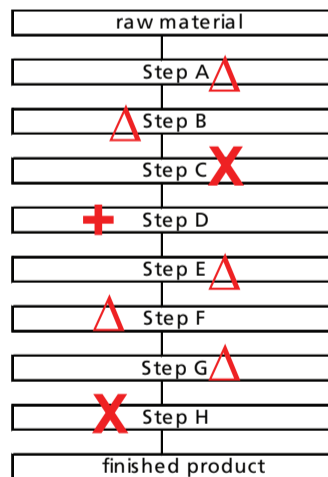 raw material
Step A
Step B
Step C
Step D
Step E
Step F
Step G
Step H
finished product